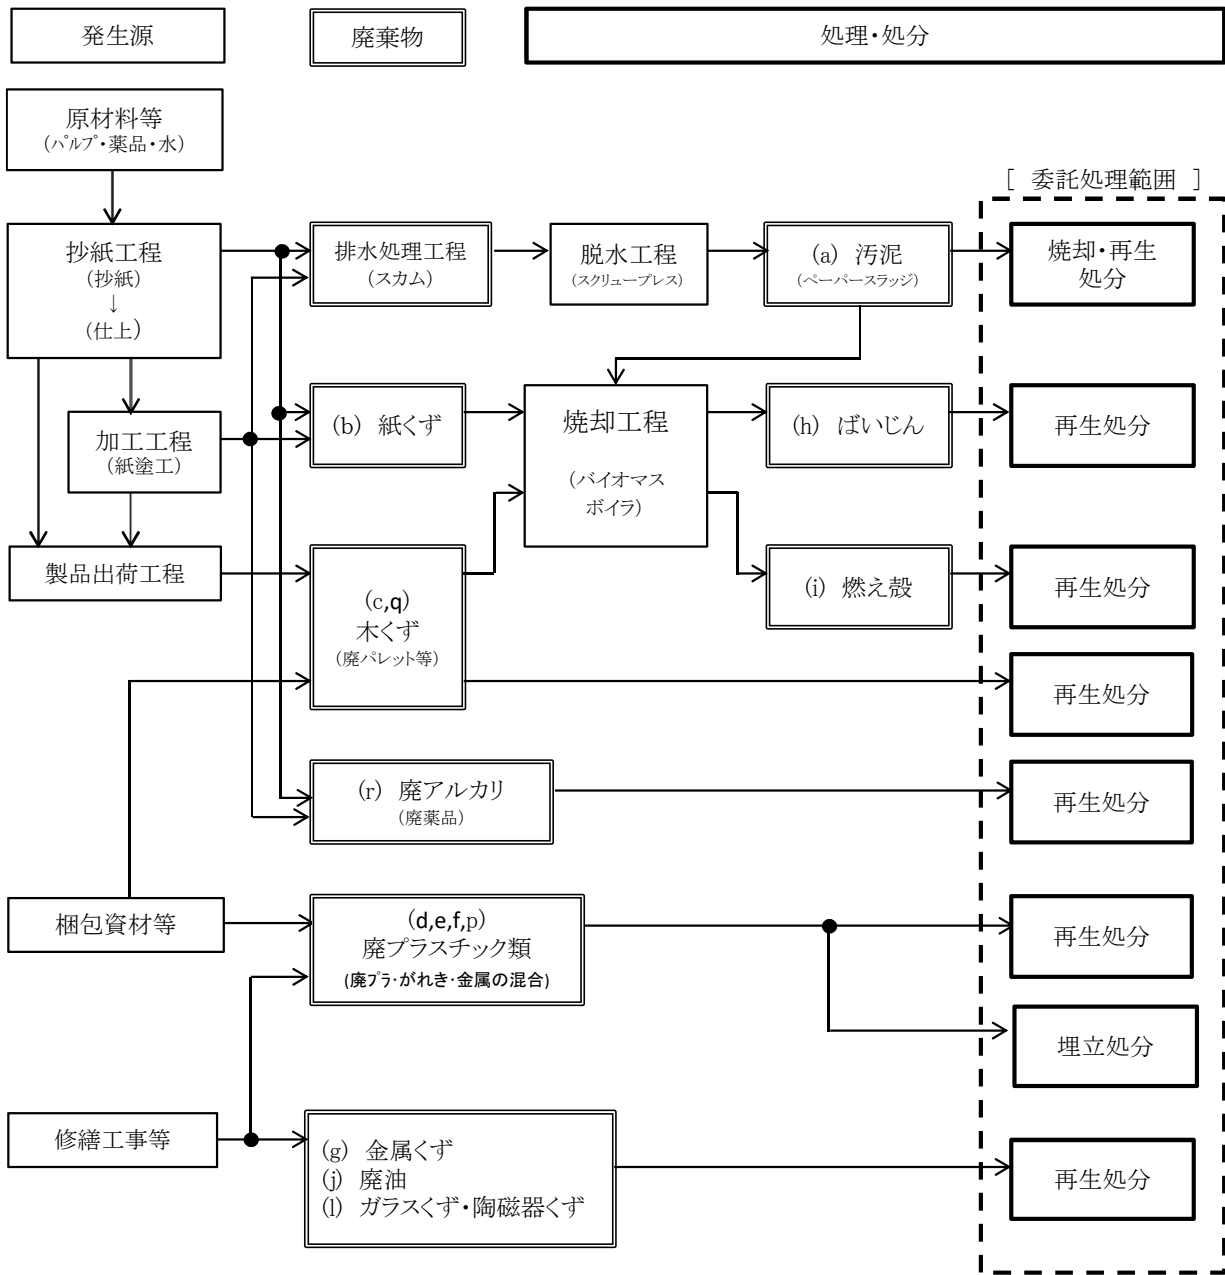 発生源
廃棄物
処理・処分
原材料等
(パルプ・薬品・水)
[ 委託処理範囲 ]
抄紙工程
(抄紙)
↓
(仕上)
排水処理工程
(スカム)
脱水工程
(スクリュープレス)
(a) 汚泥
(ペーパースラッジ)
焼却・再生
処分
加工工程
(紙塗工)
(b) 紙くず
焼却工程
(バイオマス
ボイラ)
(h) ばいじん
再生処分
製品出荷工程
(c,q)
木くず
(廃パレット等)
(i) 燃え殻
再生処分
再生処分
(r) 廃アルカリ
(廃薬品)
再生処分
梱包資材等
(d,e,f,p)
廃プラスチック類
(廃プラ・がれき・金属の混合)
再生処分
埋立処分
修繕工事等
(g) 金属くず
(j) 廃油
(l) ガラスくず・陶磁器くず
再生処分